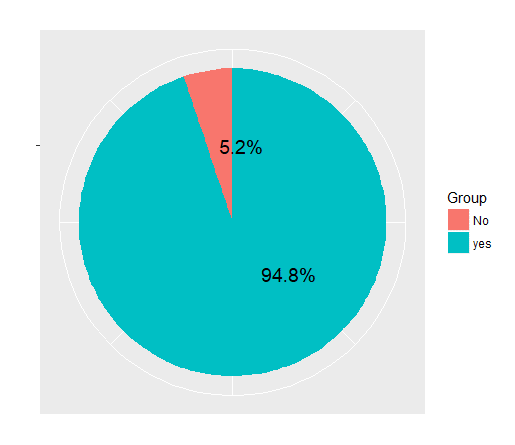 5.2%
94.8%
Group
No
yes